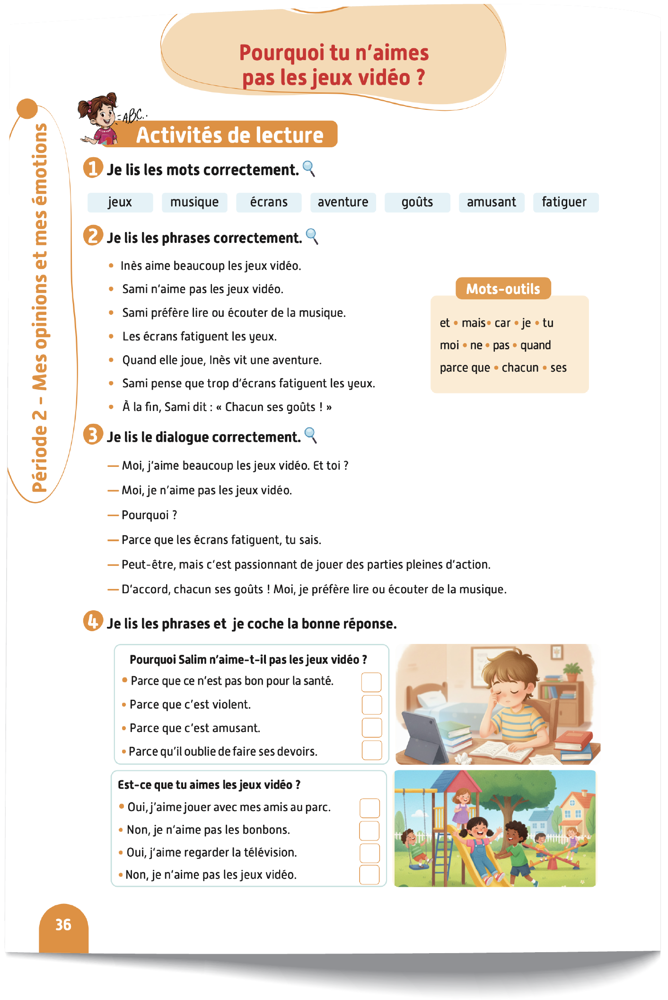 Pourquoi tu n'aimes
pas les jeux vidéo ?
Période 2 - Mes opinions et mes émotions
= A.B.C...
Activités de lecture
1 Je lis les mots correctement.
jeux musique écrans aventure goûts amusant fatiguer
2 Je lis les phrases correctement.
• Inès aime beaucoup les jeux vidéo.
• Sami n'aime pas les jeux vidéo.
• Sami préfère lire ou écouter de la musique.
• Les écrans fatiguent les yeux.
• Quand elle joue, Inès vit une aventure.
• Sami pense que trop d'écrans fatiguent les yeux.
• À la fin, Sami dit : « Chacun ses goûts ! »
Mots-outils
et • mais • car • je • tu
moi • ne • pas • quand
parce que • chacun • ses
3 Je lis le dialogue correctement.
— Moi, j'aime beaucoup les jeux vidéo. Et toi ?
— Moi, je n'aime pas les jeux vidéo.
— Pourquoi ?
— Parce que les écrans fatiguent, tu sais.
— Peut-être, mais c'est passionnant de jouer des parties pleines d'action.
— D'accord, chacun ses goûts ! Moi, je préfère lire ou écouter de la musique.
4 Je lis les phrases et je coche la bonne réponse.
Pourquoi Salim n'aime-t-il pas les jeux vidéo ?
• Parce que ce n'est pas bon pour la santé.
• Parce que c'est violent.
• Parce que c'est amusant.
• Parce qu'il oublie de faire ses devoirs.
Est-ce que tu aimes les jeux vidéo ?
• Oui, j'aime jouer avec mes amis au parc.
• Non, je n'aime pas les bonbons.
• Oui, j'aime regarder la télévision.
• Non, je n'aime pas les jeux vidéo.
36